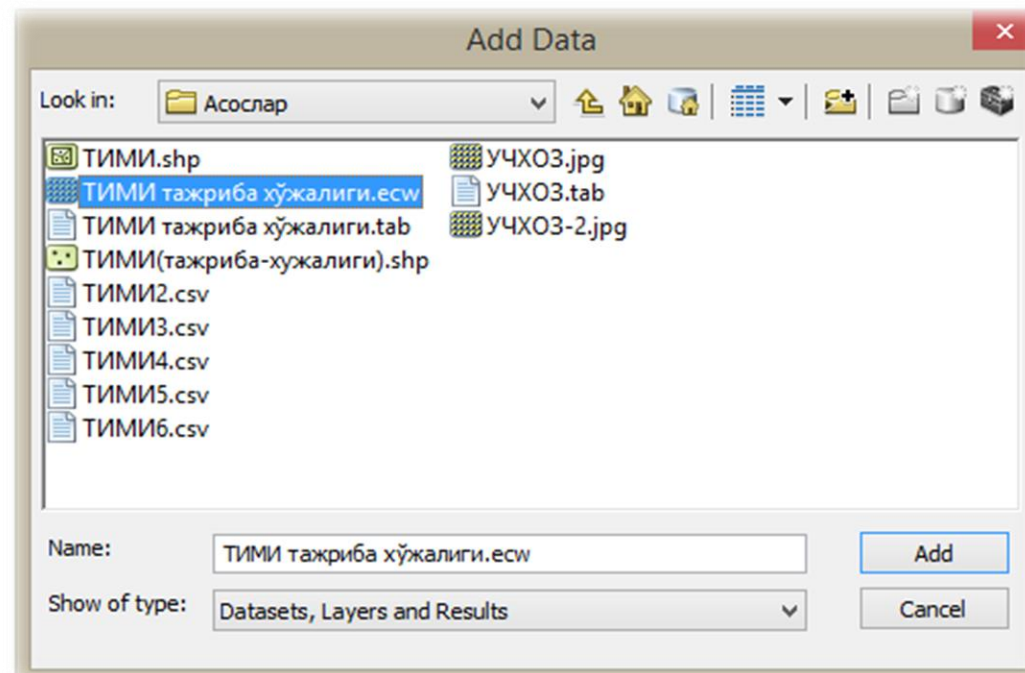 Add Data
Look in: Асослар
ТИМИ.shp
ТИМИ тажриба хўжалиги.ecw
ТИМИ тажриба хўжалиги.tab
ТИМИ(тажриба-хужалиги).shp
ТИМИ2.csv
ТИМИ3.csv
ТИМИ4.csv
ТИМИ5.csv
ТИМИ6.csv
УЧХОЗ.jpg
УЧХОЗ.tab
УЧХОЗ-2.jpg
Name: ТИМИ тажриба хўжалиги.ecw Add
Show of type: Datasets, Layers and Results Cancel